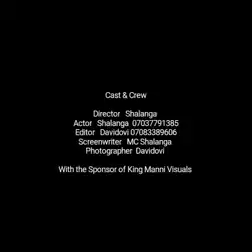 Cast & Crew
Director Shalanga
Actor Shalanga 07037791385
Editor Davidovi 07083389606
Screenwriter MC Shalanga
Photographer Davidovi
With the Sponsor of King Manni Visuals